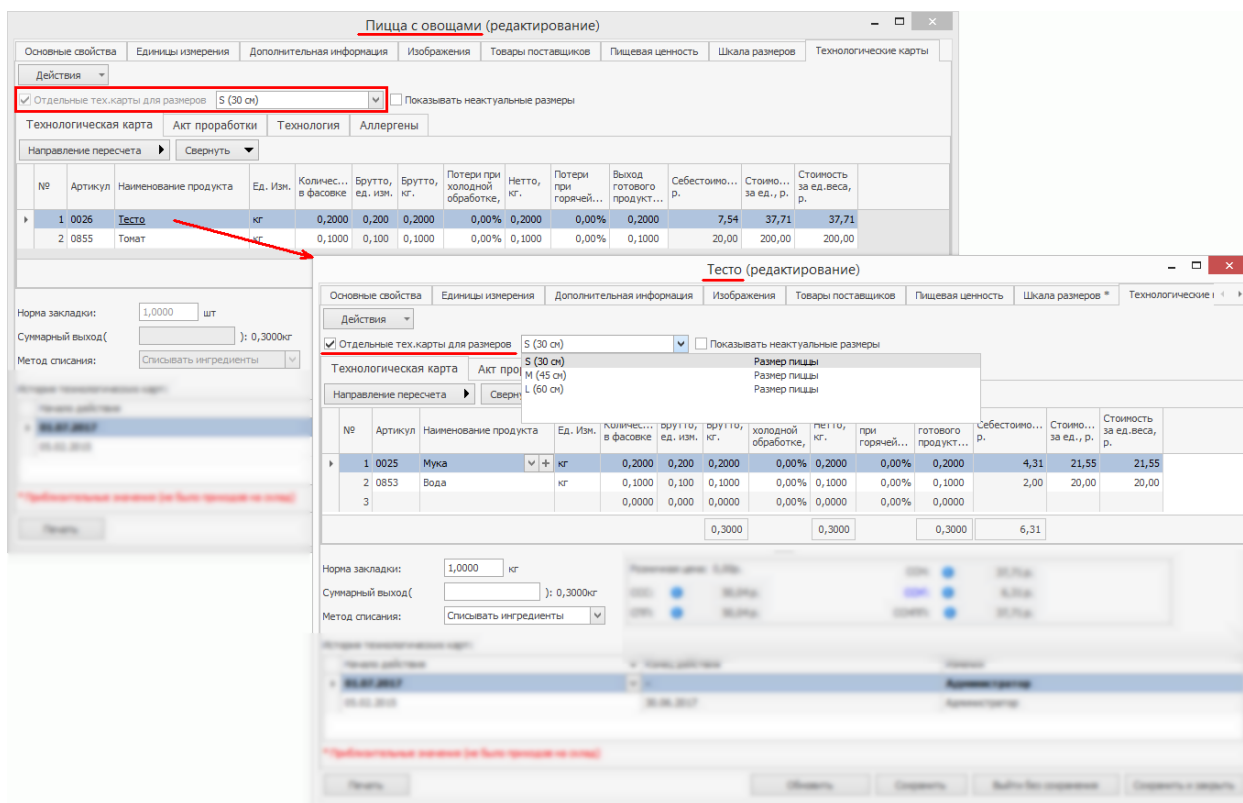 Пицца с овощами (редактирование)
Основные свойства Единицы измерения Дополнительная информация Изображения Товары поставщиков Пищевая ценность Шкала размеров Технологические карты
Действия
Отдельные тех.карты для размеров S (30 см) Показывать неактуальные размеры
Технологическая карта Акт проработки Технология Аллергены
Направление пересчета Свернуть
№ Артикул Наименование продукта Ед. Изм. Количес... в фасовке Брутто, ед. изм. Брутто, кг. Потери при холодной обработке, Нетто, кг. Потери при горячей... Выход готового продукт... Себестоимо... р. Стоимо... за ед., р. Стоимость за ед.веса, р.
1 0026 Тесто кг 0,2000 0,200 0,2000 0,00% 0,2000 0,00% 0,2000 7,54 37,71 37,71
2 0855 Томат кг 0,1000 0,100 0,1000 0,00% 0,1000 0,00% 0,1000 20,00 200,00 200,00
Норма закладки: 1,0000 шт
Суммарный выход( ): 0,3000кг
Метод списания: Списывать ингредиенты
Тесто (редактирование)
Основные свойства Единицы измерения Дополнительная информация Изображения Товары поставщиков Пищевая ценность Шкала размеров * Технологические
Действия
Отдельные тех.карты для размеров S (30 см) Показывать неактуальные размеры
S (30 см) Размер пиццы
M (45 см) Размер пиццы
L (60 см) Размер пиццы
Технологическая карта Акт про
Направление пересчета Сверн
№ Артикул Наименование продукта Ед. Изм. Количес... в фасовке Брутто, ед. изм. Брутто, кг. холодной обработке, Нетто, кг. при горячей... готового продукт... Себестоимо... р. Стоимо... за ед., р. Стоимость за ед.веса, р.
1 0025 Мука кг 0,2000 0,200 0,2000 0,00% 0,2000 0,00% 0,2000 4,31 21,55 21,55
2 0853 Вода кг 0,1000 0,100 0,1000 0,00% 0,1000 0,00% 0,1000 2,00 20,00 20,00
3 0,0000 0,000 0,0000 0,00% 0,0000 0,00% 0,0000
0,3000 0,3000 0,3000 6,31
Норма закладки: 1,0000 кг
Суммарный выход( ): 0,3000кг
Метод списания: Списывать ингредиенты